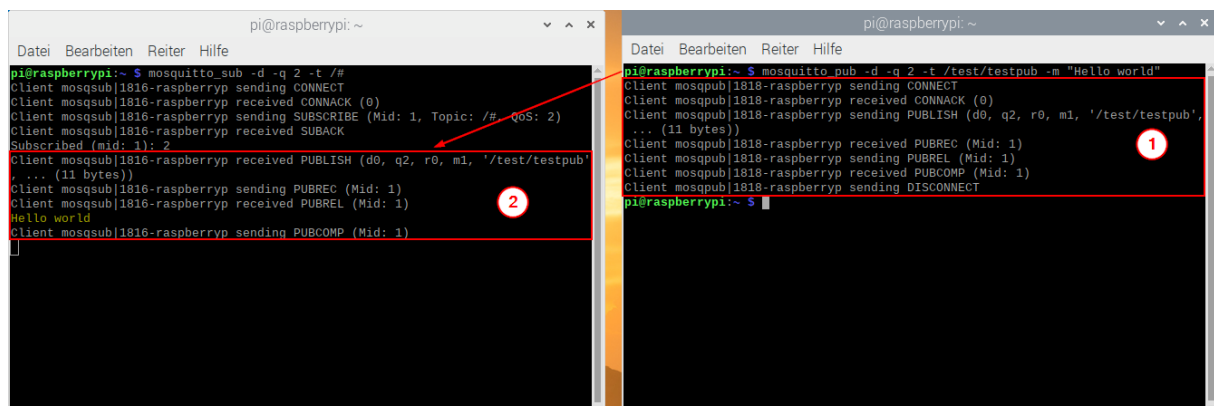 pi@raspberrypi: ~
Datei Bearbeiten Reiter Hilfe
pi@raspberrypi:~ $ mosquitto_sub -d -q 2 -t /#
Client mosqsub|1816-raspberryp sending CONNECT
Client mosqsub|1816-raspberryp received CONNACK (0)
Client mosqsub|1816-raspberryp sending SUBSCRIBE (Mid: 1, Topic: /#, QoS: 2)
Client mosqsub|1816-raspberryp received SUBACK
Subscribed (mid: 1): 2
Client mosqsub|1816-raspberryp received PUBLISH (d0, q2, r0, m1, '/test/testpub'
, ... (11 bytes))
Client mosqsub|1816-raspberryp sending PUBREC (Mid: 1)
Client mosqsub|1816-raspberryp received PUBREL (Mid: 1)
Hello world
Client mosqsub|1816-raspberryp sending PUBCOMP (Mid: 1)
2
pi@raspberrypi: ~
Datei Bearbeiten Reiter Hilfe
pi@raspberrypi:~ $ mosquitto_pub -d -q 2 -t /test/testpub -m "Hello world"
Client mosqpub|1818-raspberryp sending CONNECT
Client mosqpub|1818-raspberryp received CONNACK (0)
Client mosqpub|1818-raspberryp sending PUBLISH (d0, q2, r0, m1, '/test/testpub',
 ... (11 bytes))
Client mosqpub|1818-raspberryp received PUBREC (Mid: 1)
Client mosqpub|1818-raspberryp sending PUBREL (Mid: 1)
Client mosqpub|1818-raspberryp received PUBCOMP (Mid: 1)
Client mosqpub|1818-raspberryp sending DISCONNECT
pi@raspberrypi:~ $
1